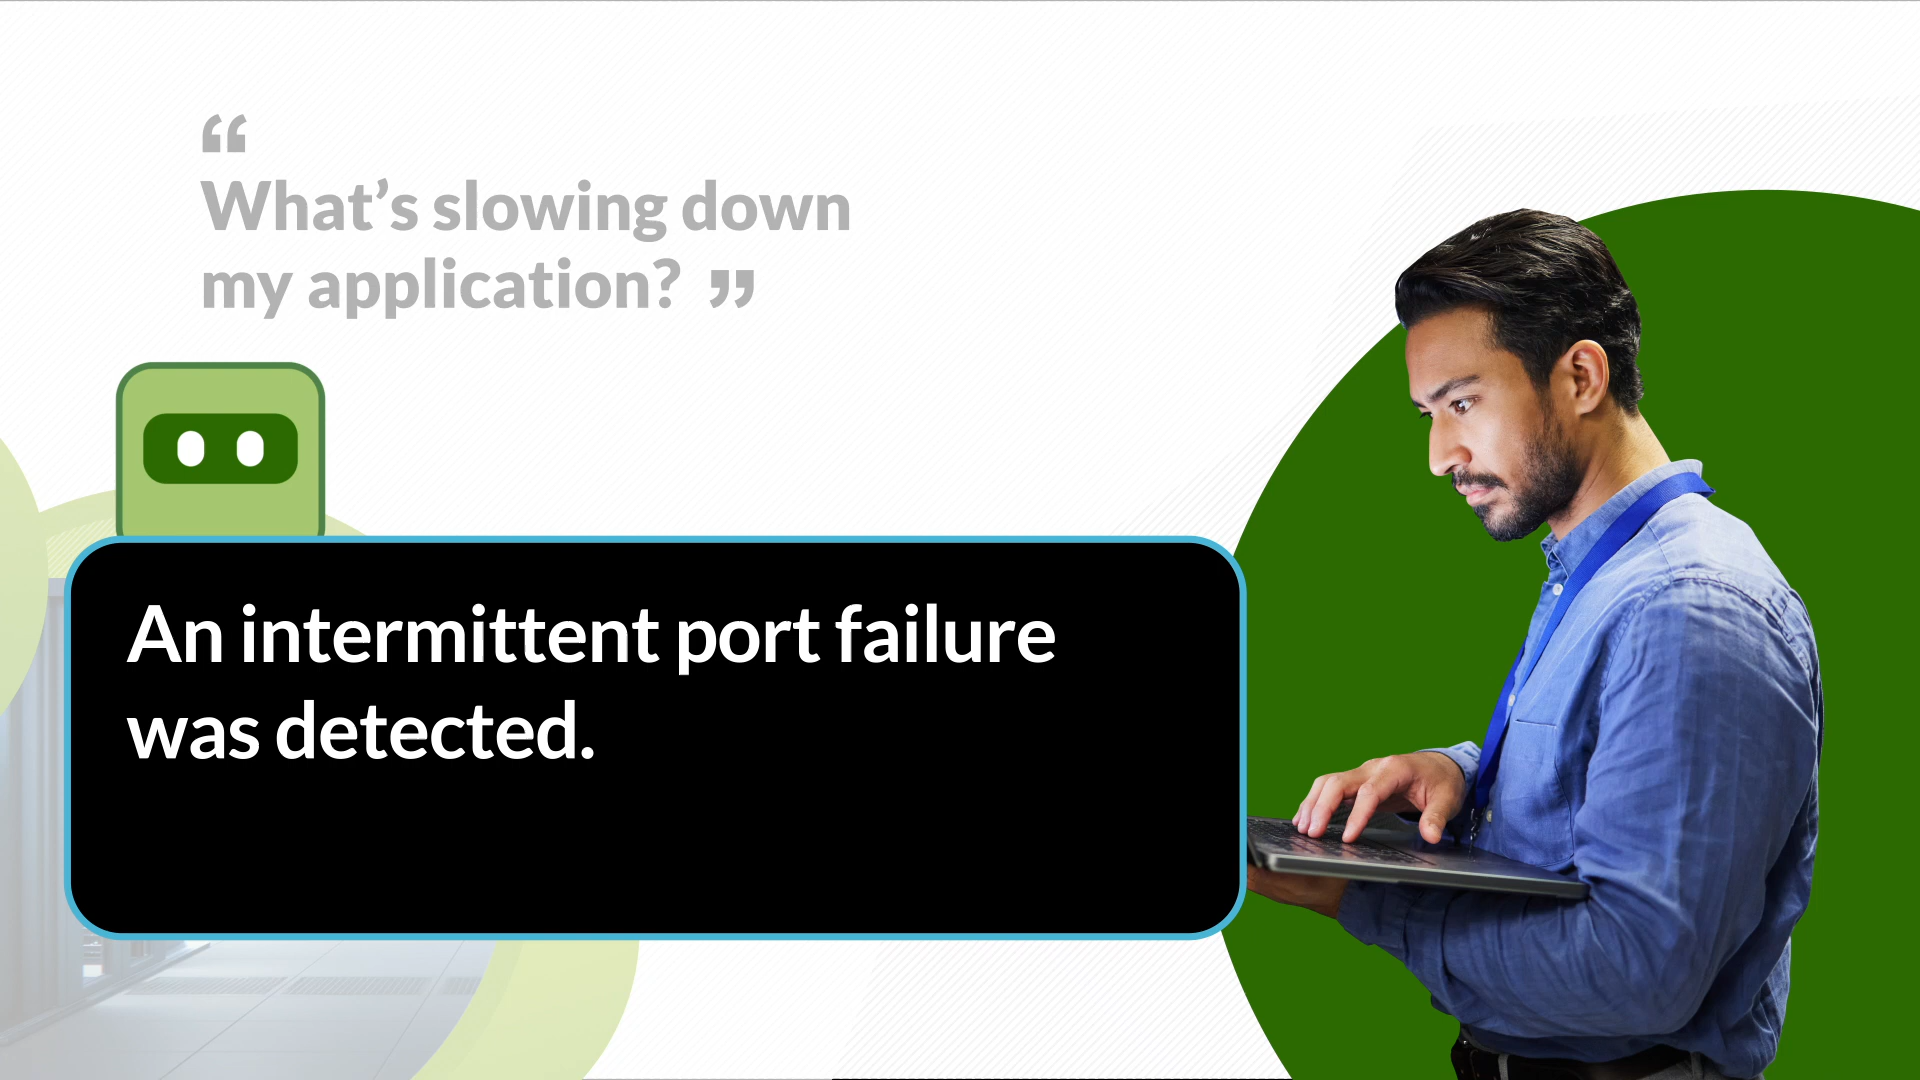 “
What’s slowing down
my application? ”
An intermittent port failure
was detected.